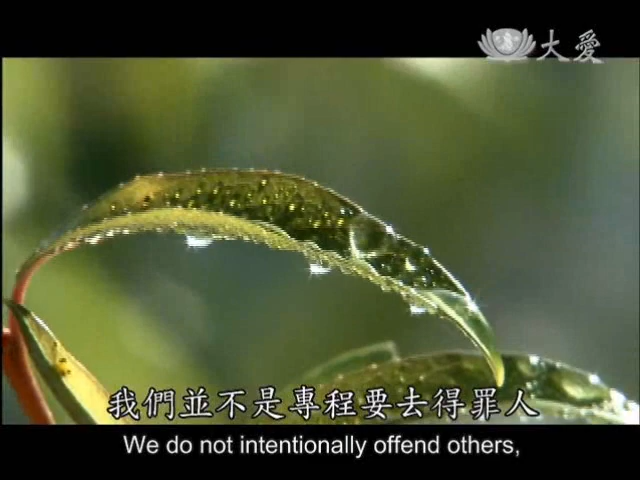 大愛
我們並不是專程要去得罪人
We do not intentionally offend others,